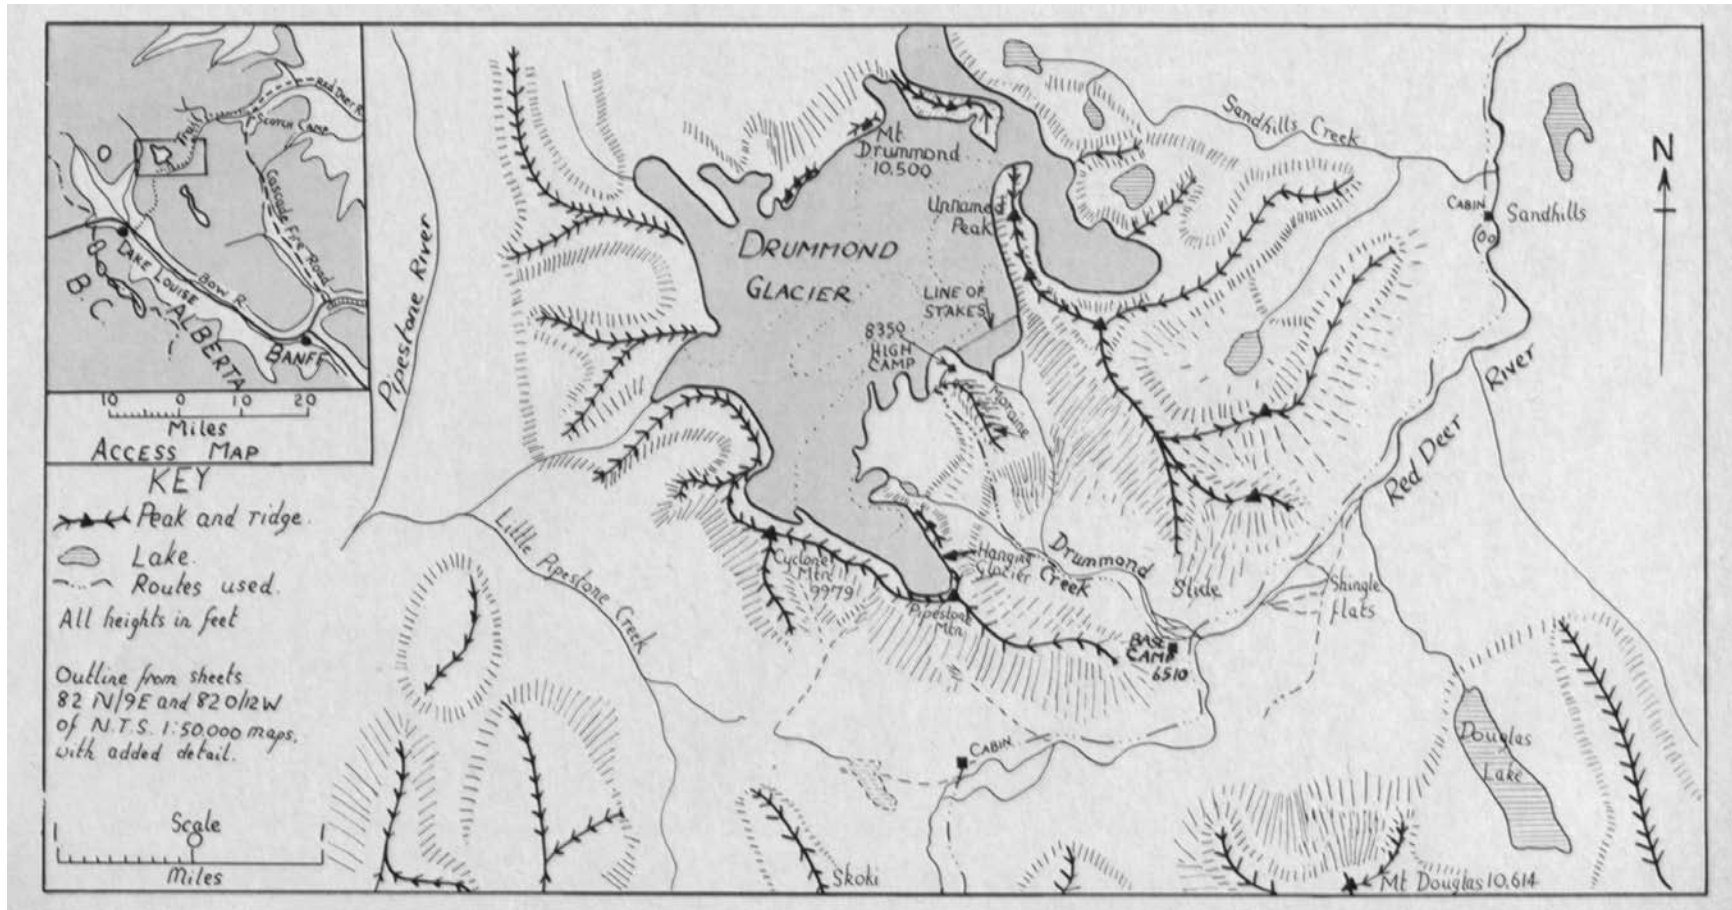 Red Deer R.
Scotch Camp
Trail
Cascade Fire Road
Lake Louise
Bow R.
B.C.
ALBERTA
BANFF
10 0 10 20
Miles
ACCESS MAP
KEY
Peak and ridge.
Lake.
Routes used.
All heights in feet
Outline from sheets
82 N/9E and 82 O/12W
of N.T.S. 1:50,000 maps,
with added detail.
Scale
1 0 1
Miles
Pipestone River
Mt.
Drummond
10,500
Sandhills Creek
N
Unnamed
Peak
CABIN
Sandhills
DRUMMOND
GLACIER
LINE OF
STAKES
8350
HIGH
CAMP
Moraine
Red Deer River
Little Pipestone Creek
Cyclone
Mtn.
9979
Hanging
Glacier
Drummond
Creek
Slide
Shingle
flats
Pipestone
Mtn.
BASE
CAMP
6510
Douglas
Lake
CABIN
Skoki
Mt Douglas 10,614